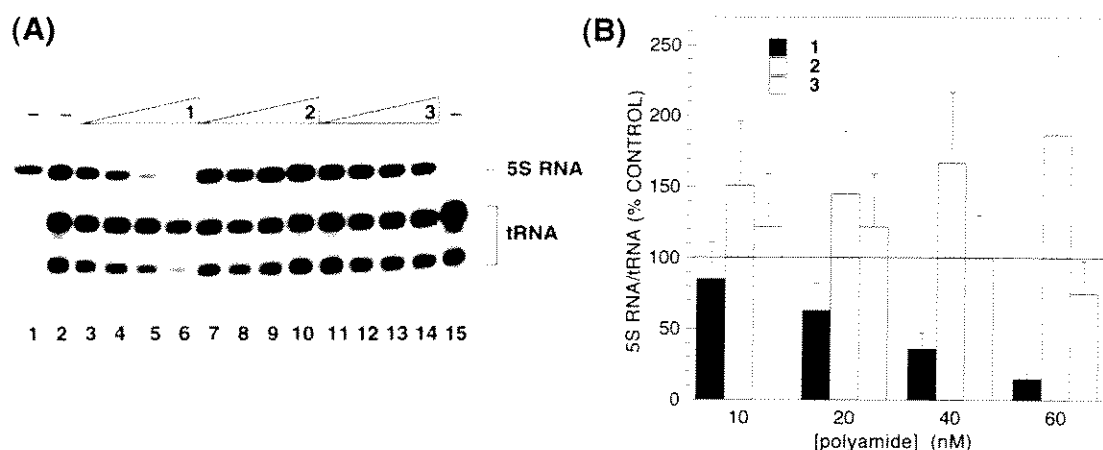 (A)
– – 1 2 3 –
5S RNA
tRNA
1 2 3 4 5 6 7 8 9 10 11 12 13 14 15
(B)
5S RNA/tRNA (% CONTROL)
250
200
150
100
50
0
1
2
3
10 20 40 60
[polyamide] (nM)